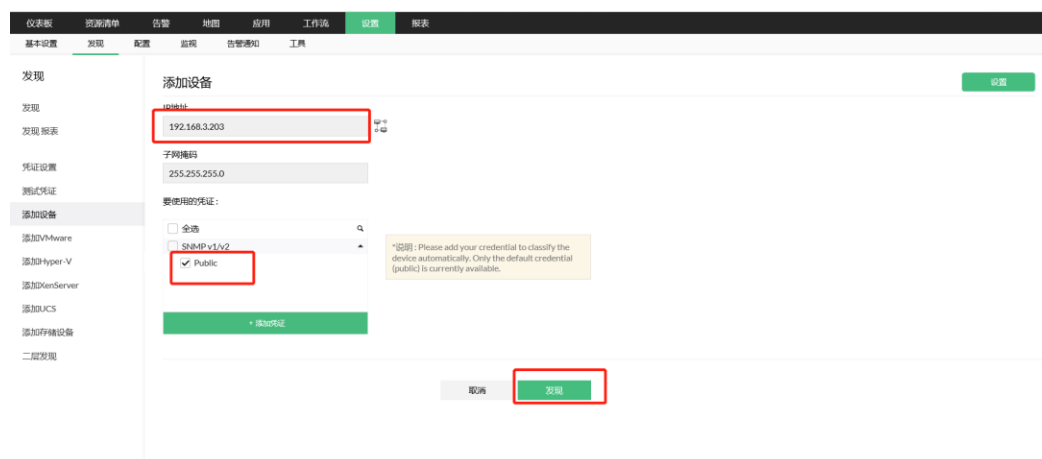 仪表板 资源清单 告警 地图 应用 工作流 设置 报表
基本设置 发现 配置 监视 告警通知 工具
发现
添加设备
设置
发现
IP地址
192.168.3.203
发现报表
子网掩码
255.255.255.0
凭证设置
测试凭证
要使用的凭证:
添加设备
全选
添加VMware
SNMP v1/v2
*说明 : Please add your credential to classify the
device automatically. Only the default credential
(public) is currently available.
添加Hyper-V
Public
添加XenServer
添加UCS
+ 添加凭证
添加存储设备
二层发现
取消 发现